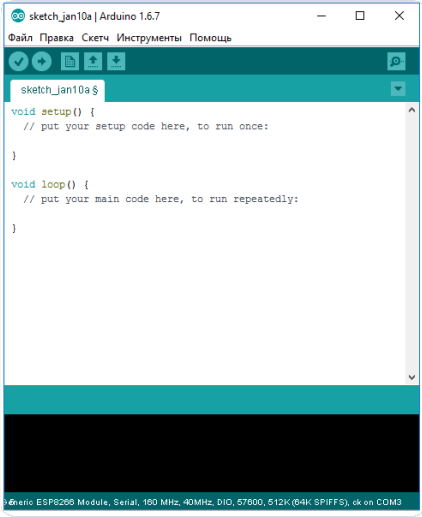 sketch_jan10a | Arduino 1.6.7
Файл Правка Скетч Инструменты Помощь
sketch_jan10a §
void setup() {
  // put your setup code here, to run once:
}
void loop() {
  // put your main code here, to run repeatedly:
}
eneric ESP8266 Module, Serial, 160 MHz, 40MHz, DIO, 57600, 512K (64K SPIFFS), ck on COM3